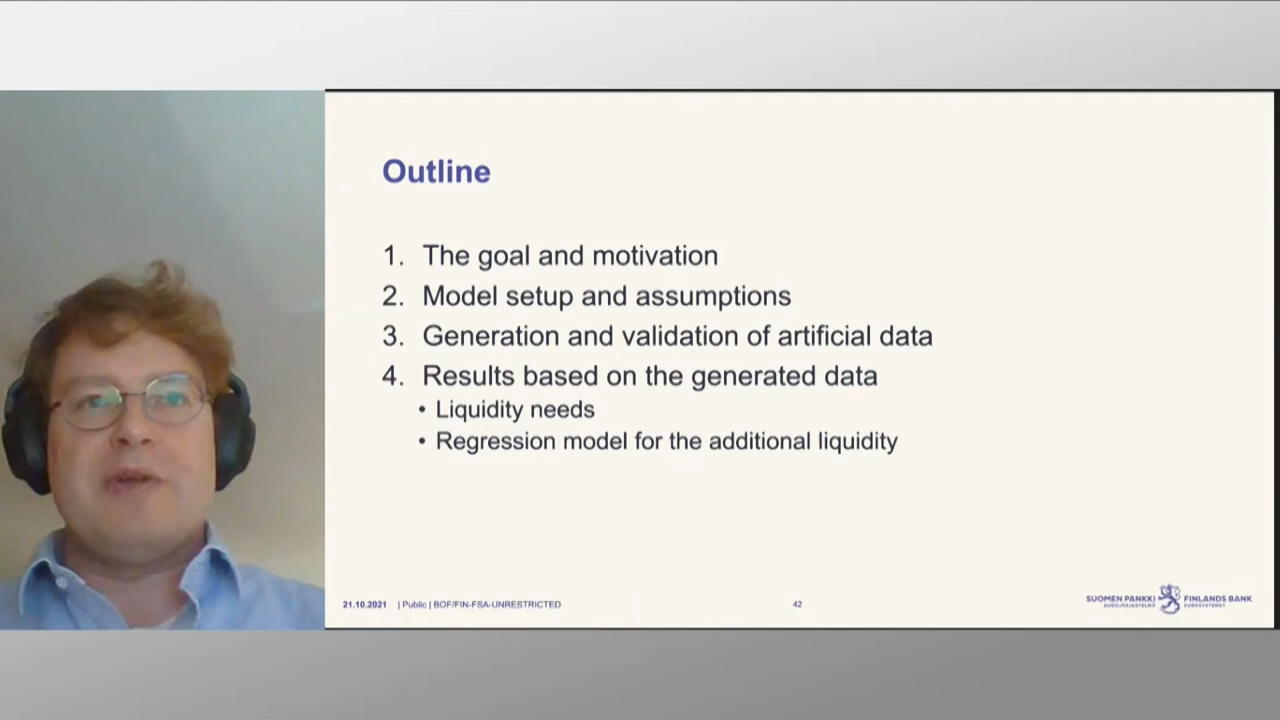 Outline
1. The goal and motivation
2. Model setup and assumptions
3. Generation and validation of artificial data
4. Results based on the generated data
• Liquidity needs
• Regression model for the additional liquidity
21.10.2021 | Public | BOF/FIN-FSA-UNRESTRICTED
42
SUOMEN PANKKI FINLANDS BANK
EUROJÄRJESTELMÄ EUROSYSTEMET